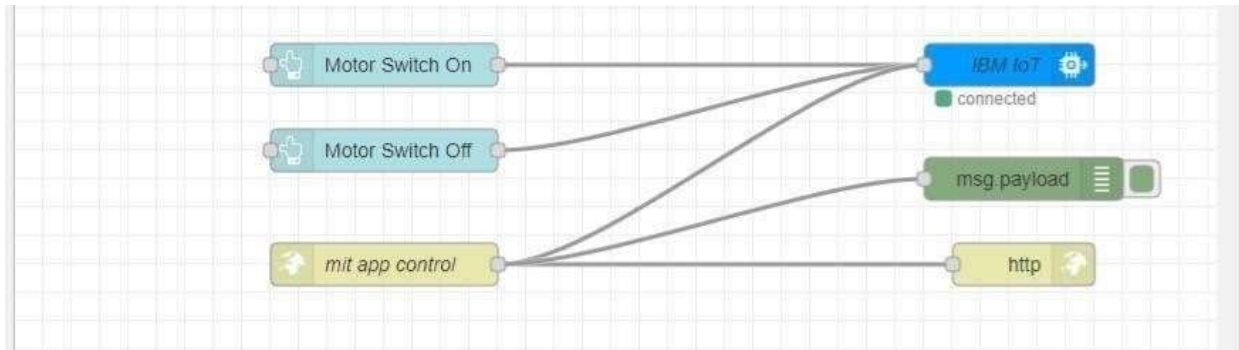 Motor Switch On
IBM IoT
connected
Motor Switch Off
msg.payload
mit app control
http